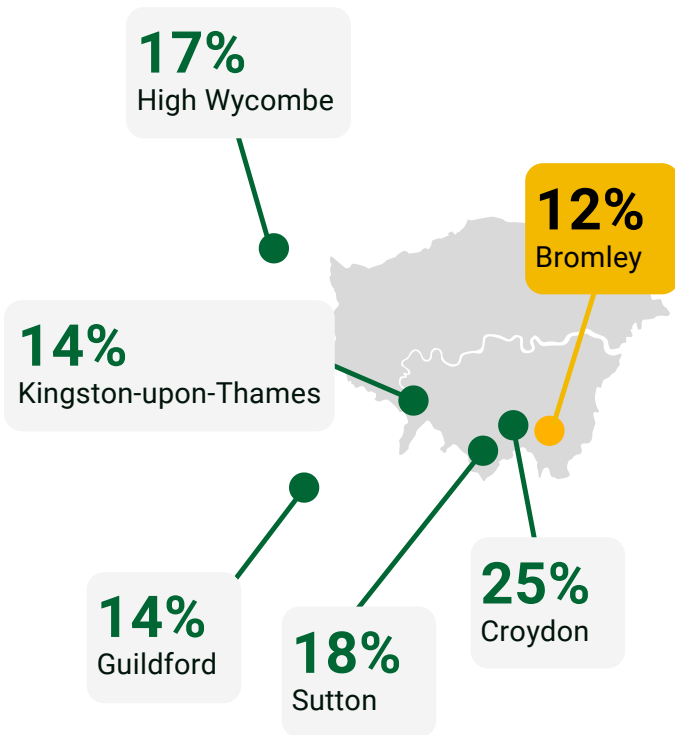 17%
High Wycombe
12%
Bromley
14%
Kingston-upon-Thames
14%
Guildford
18%
Sutton
25%
Croydon